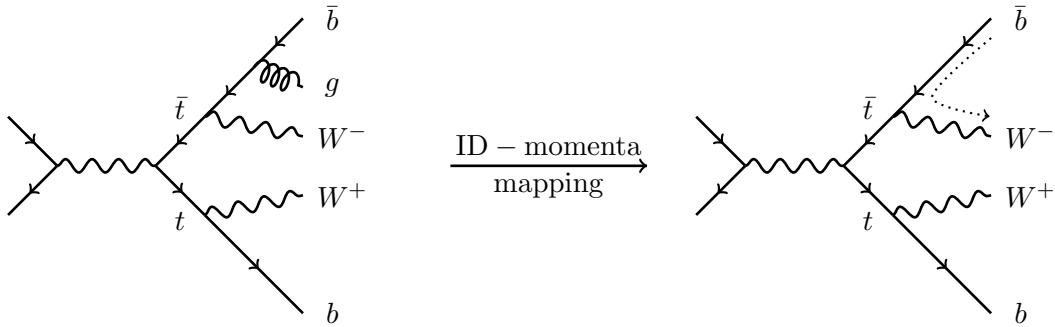 b̄
g
t̄
W⁻
W⁺
t
b
ID − momenta
mapping
b̄
t̄
W⁻
W⁺
t
b